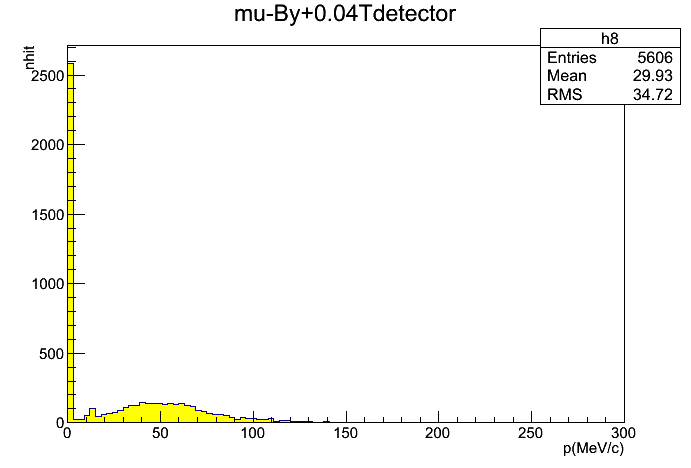 mu-By+0.04Tdetector
h8
Entries 5606
Mean 29.93
RMS 34.72
nhit
2500
2000
1500
1000
500
0
0 50 100 150 200 250 300
p(MeV/c)